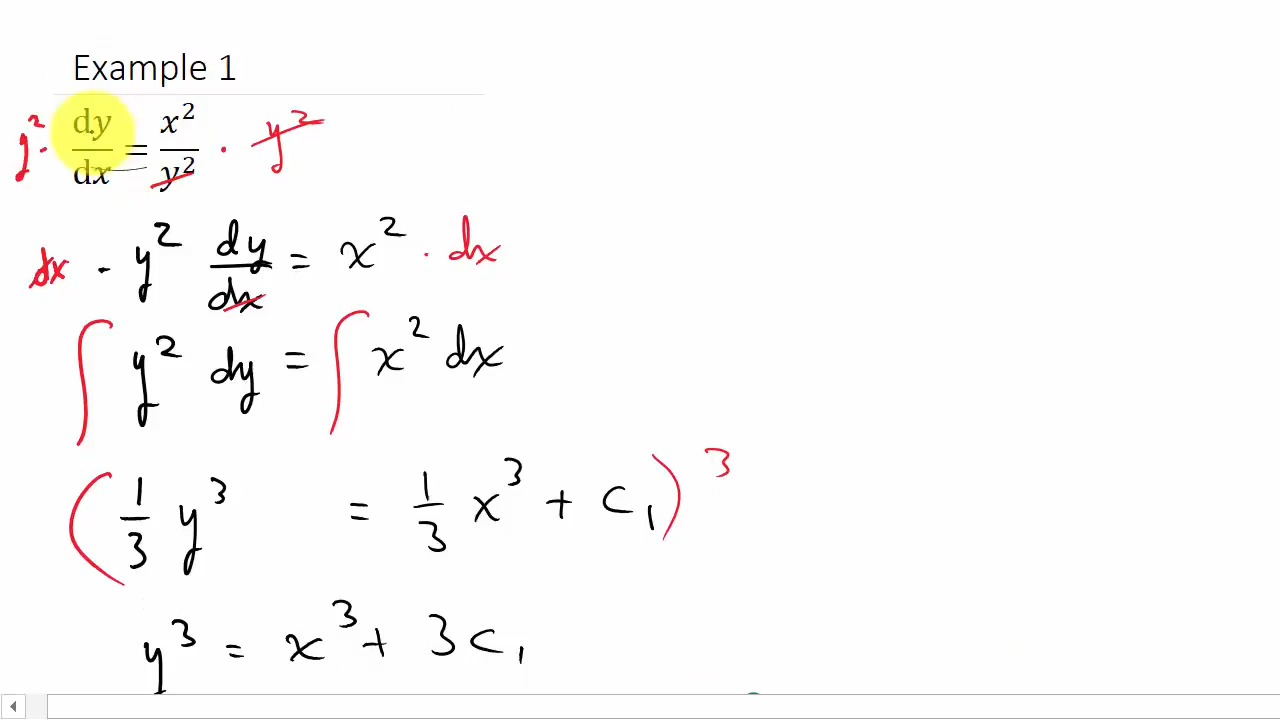 Example 1
y² · dy/dx = x²/y² · y²
dx · y² dy/dx = x² · dx
∫ y² dy = ∫ x² dx
( 1/3 y³ = 1/3 x³ + C₁ ) 3
y³ = x³ + 3C₁